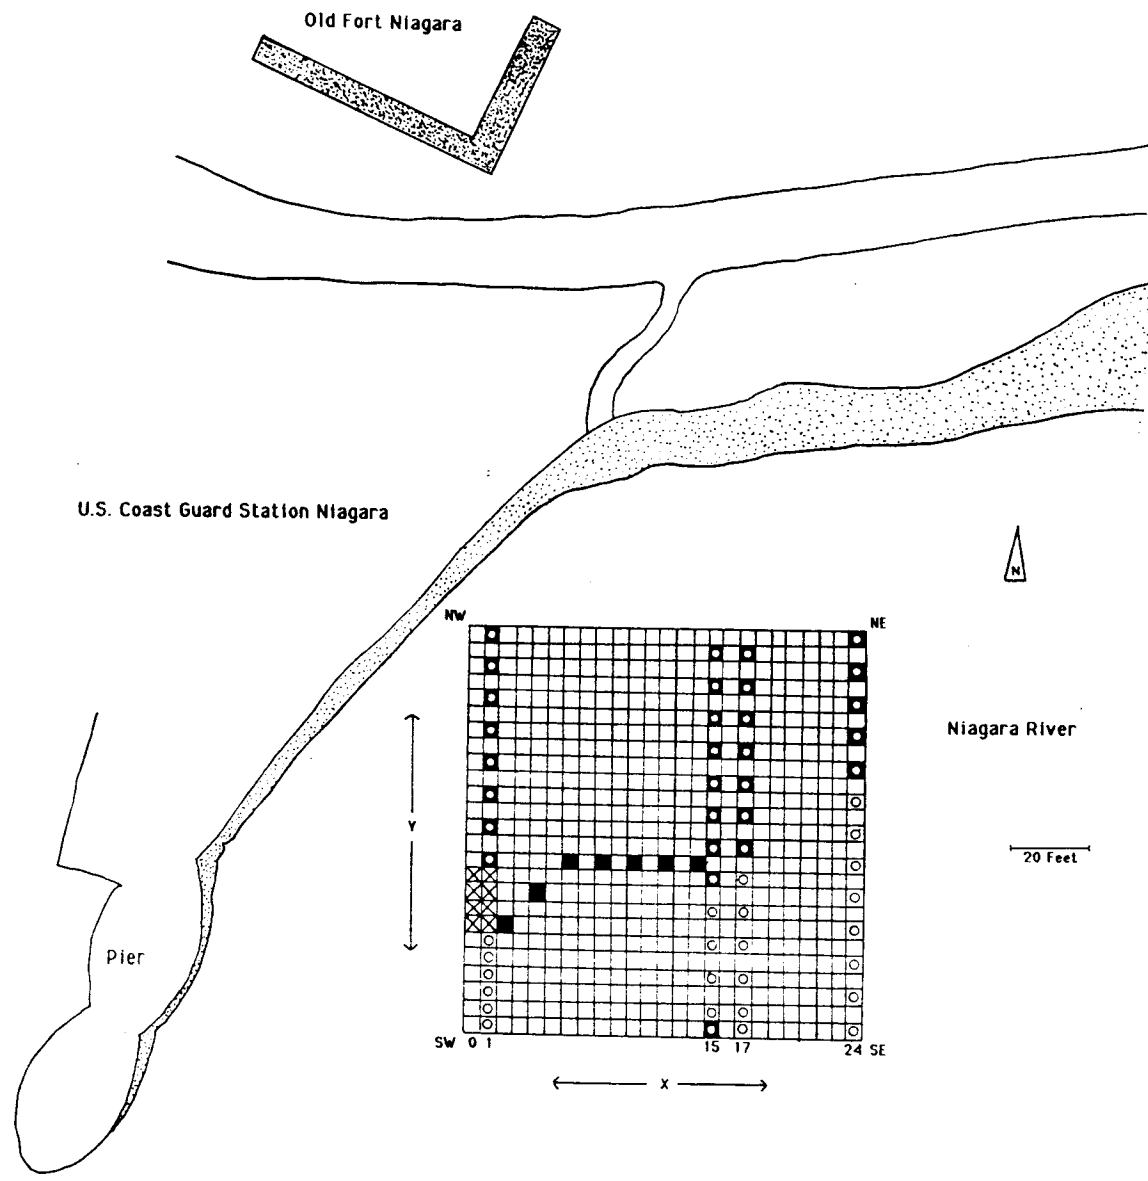 Old Fort Niagara
U.S. Coast Guard Station Niagara
N
NW
NE
Niagara River
Y
20 Feet
Pier
SW 0 1 15 17 24 SE
X